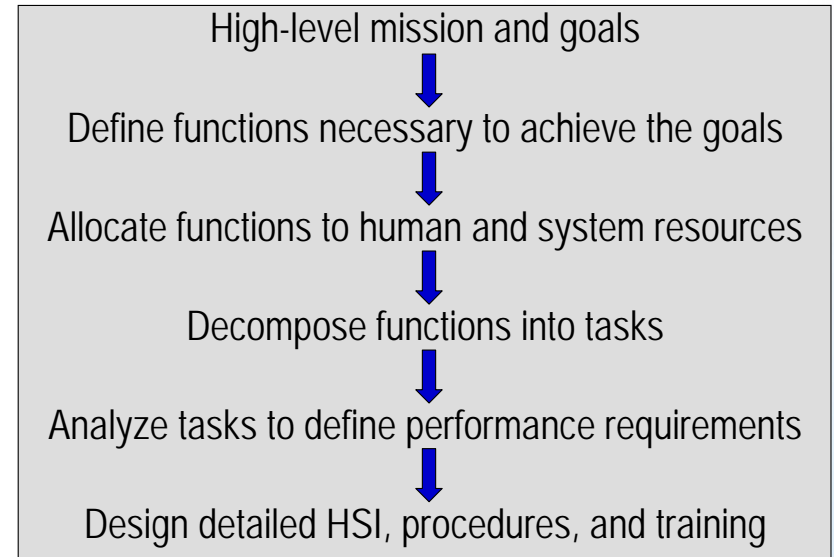 High-level mission and goals
Define functions necessary to achieve the goals
Allocate functions to human and system resources
Decompose functions into tasks
Analyze tasks to define performance requirements
Design detailed HSI, procedures, and training